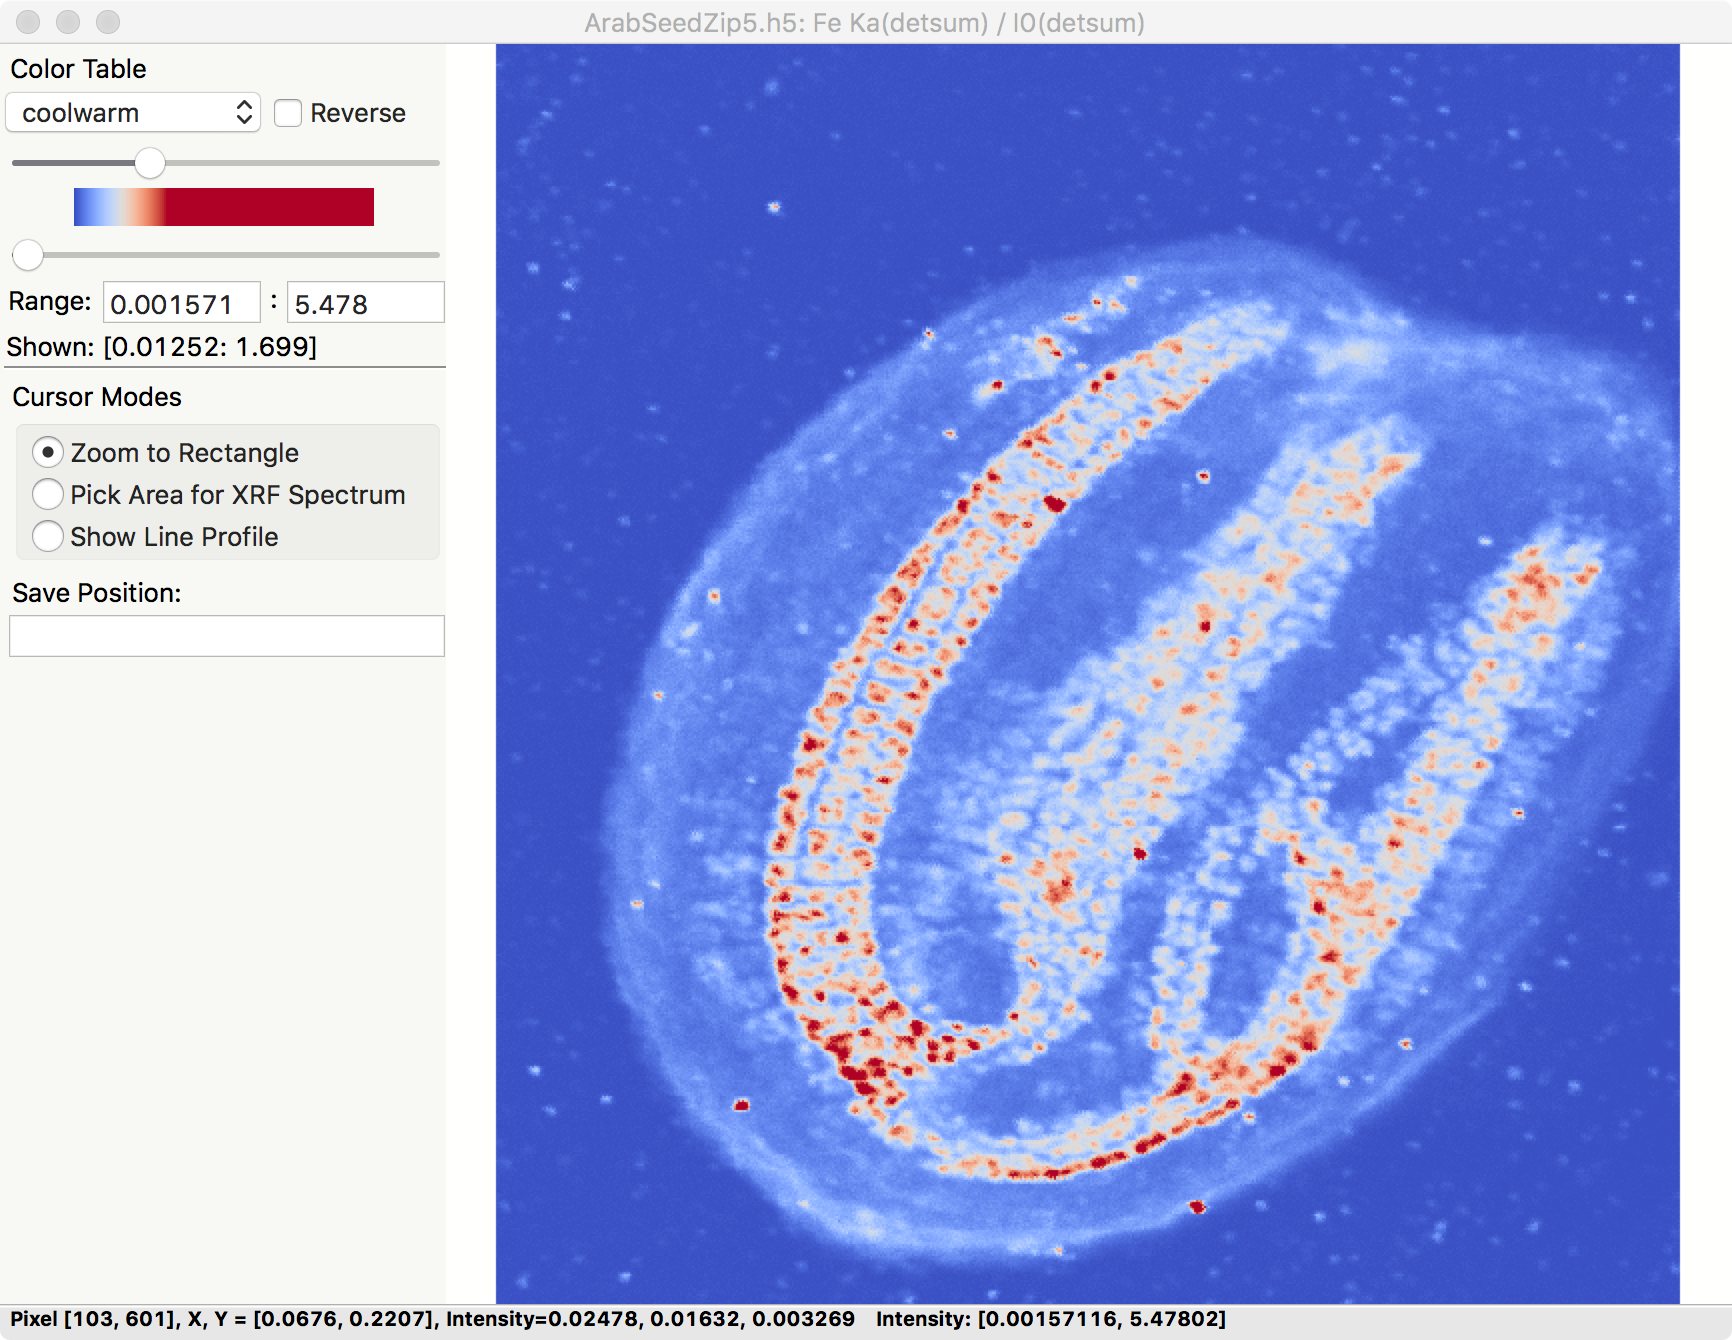 ArabSeedZip5.h5: Fe Ka(detsum) / I0(detsum)
Color Table
coolwarm
Reverse
Range: 0.001571 : 5.478
Shown: [0.01252: 1.699]
Cursor Modes
Zoom to Rectangle
Pick Area for XRF Spectrum
Show Line Profile
Save Position:
Pixel [103, 601], X, Y = [0.0676, 0.2207], Intensity=0.02478, 0.01632, 0.003269 Intensity: [0.00157116, 5.47802]